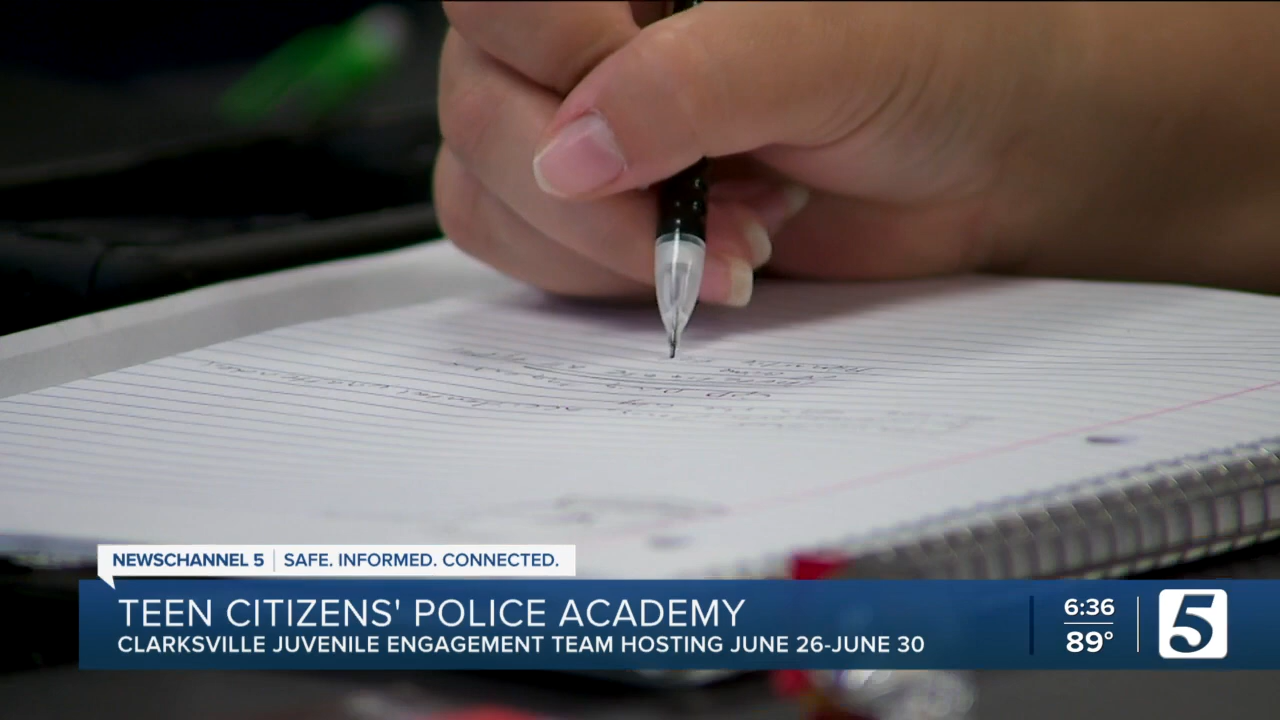 NEWSCHANNEL 5 | SAFE. INFORMED. CONNECTED.
TEEN CITIZENS' POLICE ACADEMY
CLARKSVILLE JUVENILE ENGAGEMENT TEAM HOSTING JUNE 26-JUNE 30
6:36
89°
5